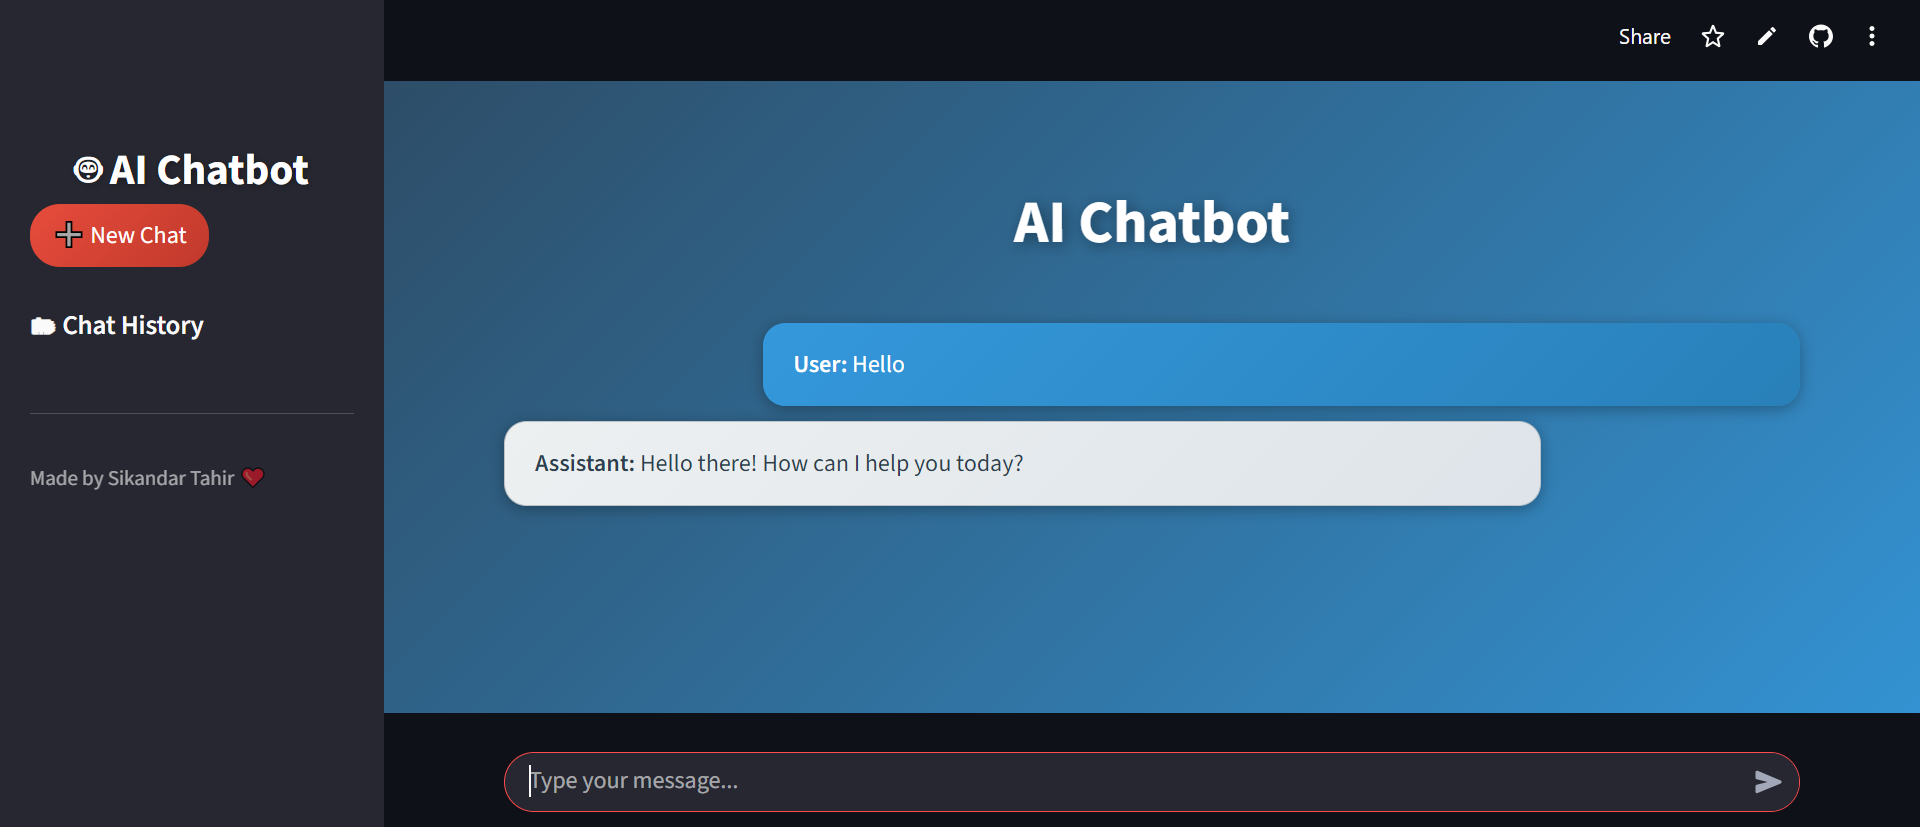 Share
AI Chatbot
New Chat
Chat History
Made by Sikandar Tahir
AI Chatbot
User: Hello
Assistant: Hello there! How can I help you today?
Type your message...